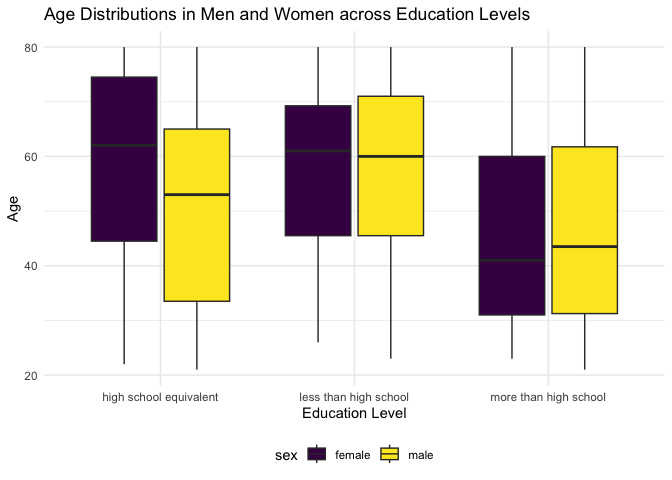 Age Distributions in Men and Women across Education Levels
80
60
40
20
Age
high school equivalent less than high school more than high school
Education Level
sex female male